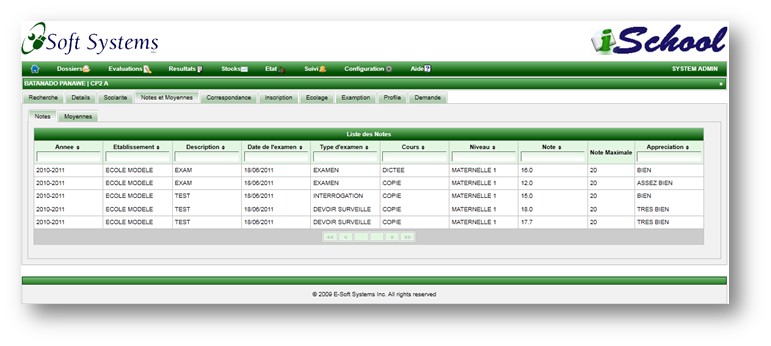 eSoft Systems Inc.
iSchool
Dossiers Evaluations Resultats Stocks Etat Suivi Configuration Aide SYSTEM ADMIN
BATANADO PANAWE | CP2 A
Recherche Details Scolarite Notes et Moyennes Correspondance Inscription Ecolage Examption Profile Demande
Notes Moyennes
Liste des Notes
Annee Etablissement Description Date de l'examen Type d'examen Cours Niveau Note Note Maximale Appreciation
2010-2011 ECOLE MODELE EXAM 18/06/2011 EXAMEN DICTEE MATERNELLE 1 16.0 20 BIEN
2010-2011 ECOLE MODELE EXAM 18/06/2011 EXAMEN COPIE MATERNELLE 1 12.0 20 ASSEZ BIEN
2010-2011 ECOLE MODELE TEST 18/06/2011 INTERROGATION COPIE MATERNELLE 1 15.0 20 BIEN
2010-2011 ECOLE MODELE TEST 18/06/2011 DEVOIR SURVEILLE COPIE MATERNELLE 1 18.0 20 TRES BIEN
2010-2011 ECOLE MODELE TEST 18/06/2011 DEVOIR SURVEILLE COPIE MATERNELLE 1 17.7 20 TRES BIEN
«« « » »»
© 2009 E-Soft Systems Inc. All rights reserved